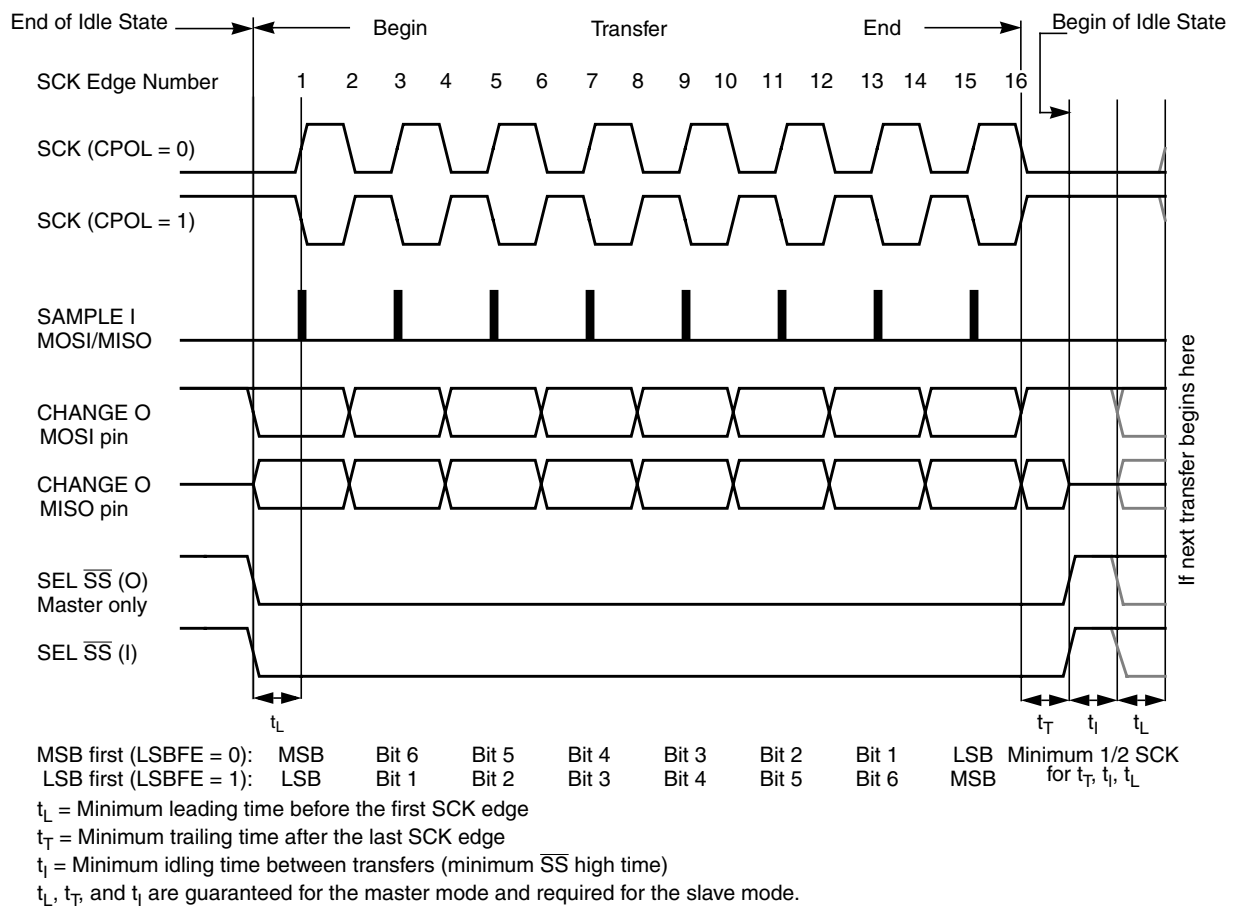 End of Idle State
Begin
Transfer
End
Begin of Idle State
SCK Edge Number
1 2 3 4 5 6 7 8 9 10 11 12 13 14 15 16
SCK (CPOL = 0)
SCK (CPOL = 1)
SAMPLE I
MOSI/MISO
CHANGE O
MOSI pin
CHANGE O
MISO pin
SEL SS (O)
Master only
SEL SS (I)
If next transfer begins here
tL
tT tI tL
MSB first (LSBFE = 0): MSB Bit 6 Bit 5 Bit 4 Bit 3 Bit 2 Bit 1 LSB Minimum 1/2 SCK
LSB first (LSBFE = 1): LSB Bit 1 Bit 2 Bit 3 Bit 4 Bit 5 Bit 6 MSB for tT, tI, tL
tL = Minimum leading time before the first SCK edge
tT = Minimum trailing time after the last SCK edge
tI = Minimum idling time between transfers (minimum SS high time)
tL, tT, and tI are guaranteed for the master mode and required for the slave mode.